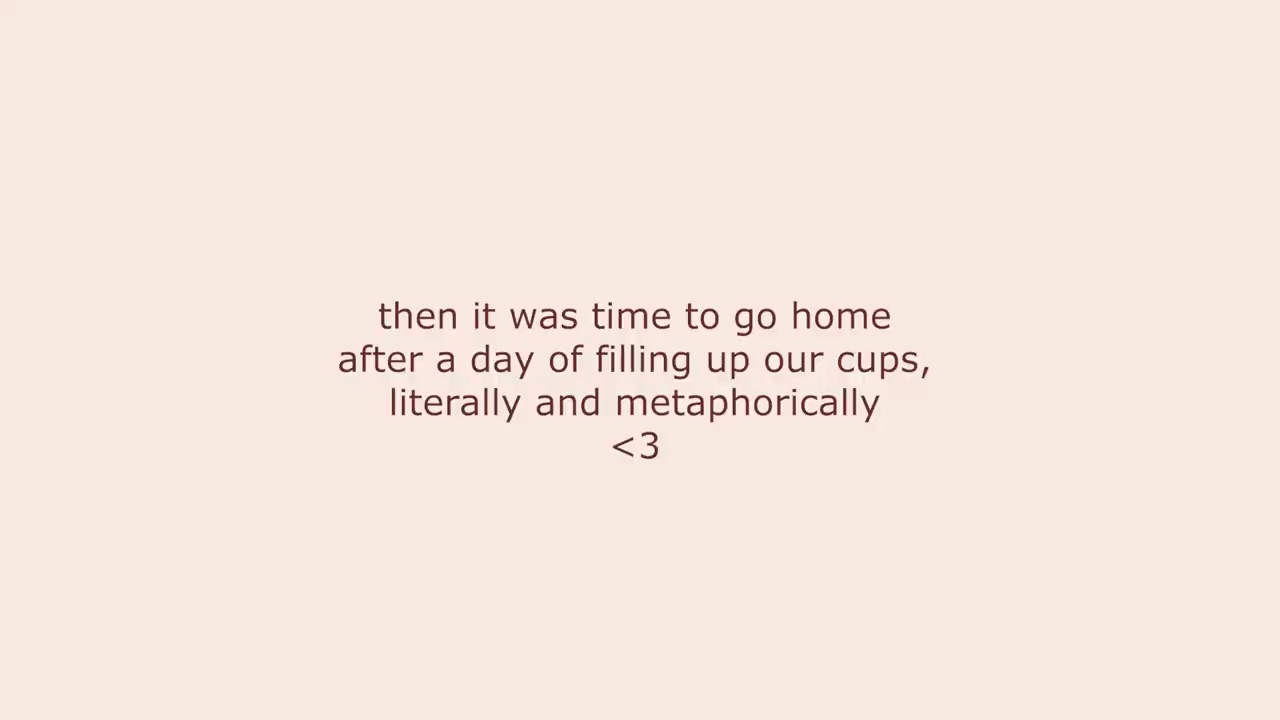 then it was time to go home
after a day of filling up our cups,
literally and metaphorically
<3